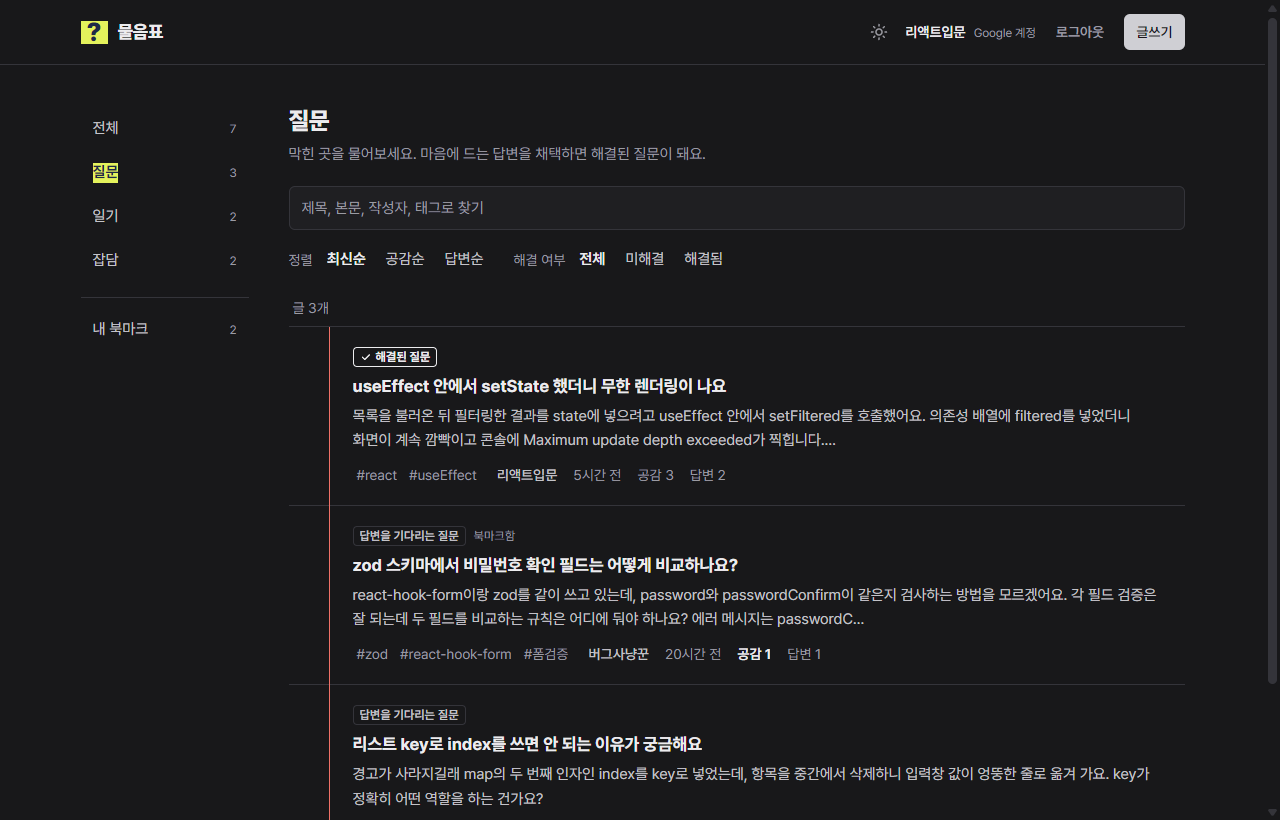 ? 물음표
리액트입문 Google 계정 로그아웃 글쓰기
전체 7
질문 3
일기 2
잡담 2
내 북마크 2
질문
막힌 곳을 물어보세요. 마음에 드는 답변을 채택하면 해결된 질문이 돼요.
제목, 본문, 작성자, 태그로 찾기
정렬 최신순 공감순 답변순 해결 여부 전체 미해결 해결됨
글 3개
✓ 해결된 질문
useEffect 안에서 setState 했더니 무한 렌더링이 나요
목록을 불러온 뒤 필터링한 결과를 state에 넣으려고 useEffect 안에서 setFiltered를 호출했어요. 의존성 배열에 filtered를 넣었더니
화면이 계속 깜빡이고 콘솔에 Maximum update depth exceeded가 찍힙니다....
#react #useEffect 리액트입문 5시간 전 공감 3 답변 2
답변을 기다리는 질문 북마크함
zod 스키마에서 비밀번호 확인 필드는 어떻게 비교하나요?
react-hook-form이랑 zod를 같이 쓰고 있는데, password와 passwordConfirm이 같은지 검사하는 방법을 모르겠어요. 각 필드 검증은
잘 되는데 두 필드를 비교하는 규칙은 어디에 둬야 하나요? 에러 메시지는 passwordC...
#zod #react-hook-form #폼검증 버그사냥꾼 20시간 전 공감 1 답변 1
답변을 기다리는 질문
리스트 key로 index를 쓰면 안 되는 이유가 궁금해요
경고가 사라지길래 map의 두 번째 인자인 index를 key로 넣었는데, 항목을 중간에서 삭제하니 입력창 값이 엉뚱한 줄로 옮겨 가요. key가
정확히 어떤 역할을 하는 건가요?